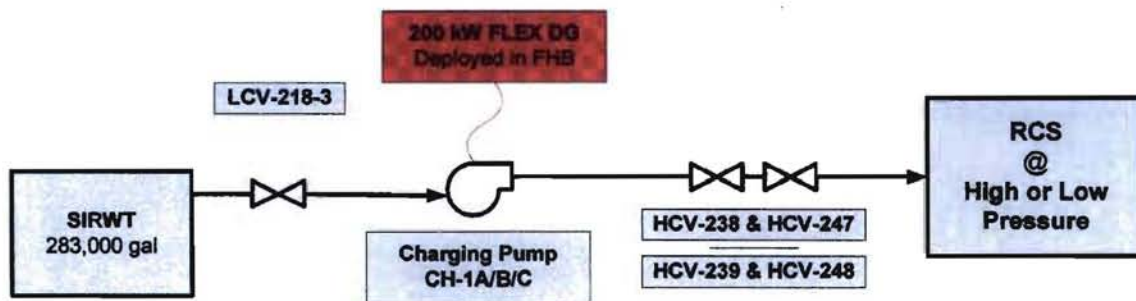 200 kW FLEX DG
Deployed in FHB
LCV-218-3
SIRWT
283,000 gal
Charging Pump
CH-1A/B/C
HCV-238 & HCV-247
HCV-239 & HCV-248
RCS
@
High or Low
Pressure